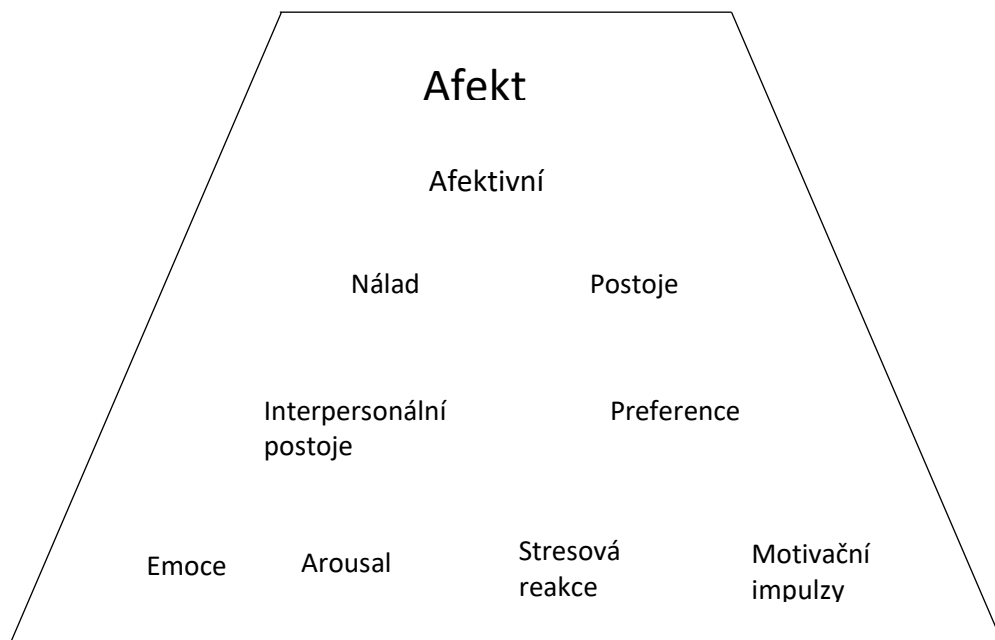 Afekt
Afektivní
Nálad
Postoje
Interpersonální
postoje
Preference
Emoce
Arousal
Stresová
reakce
Motivační
impulzy